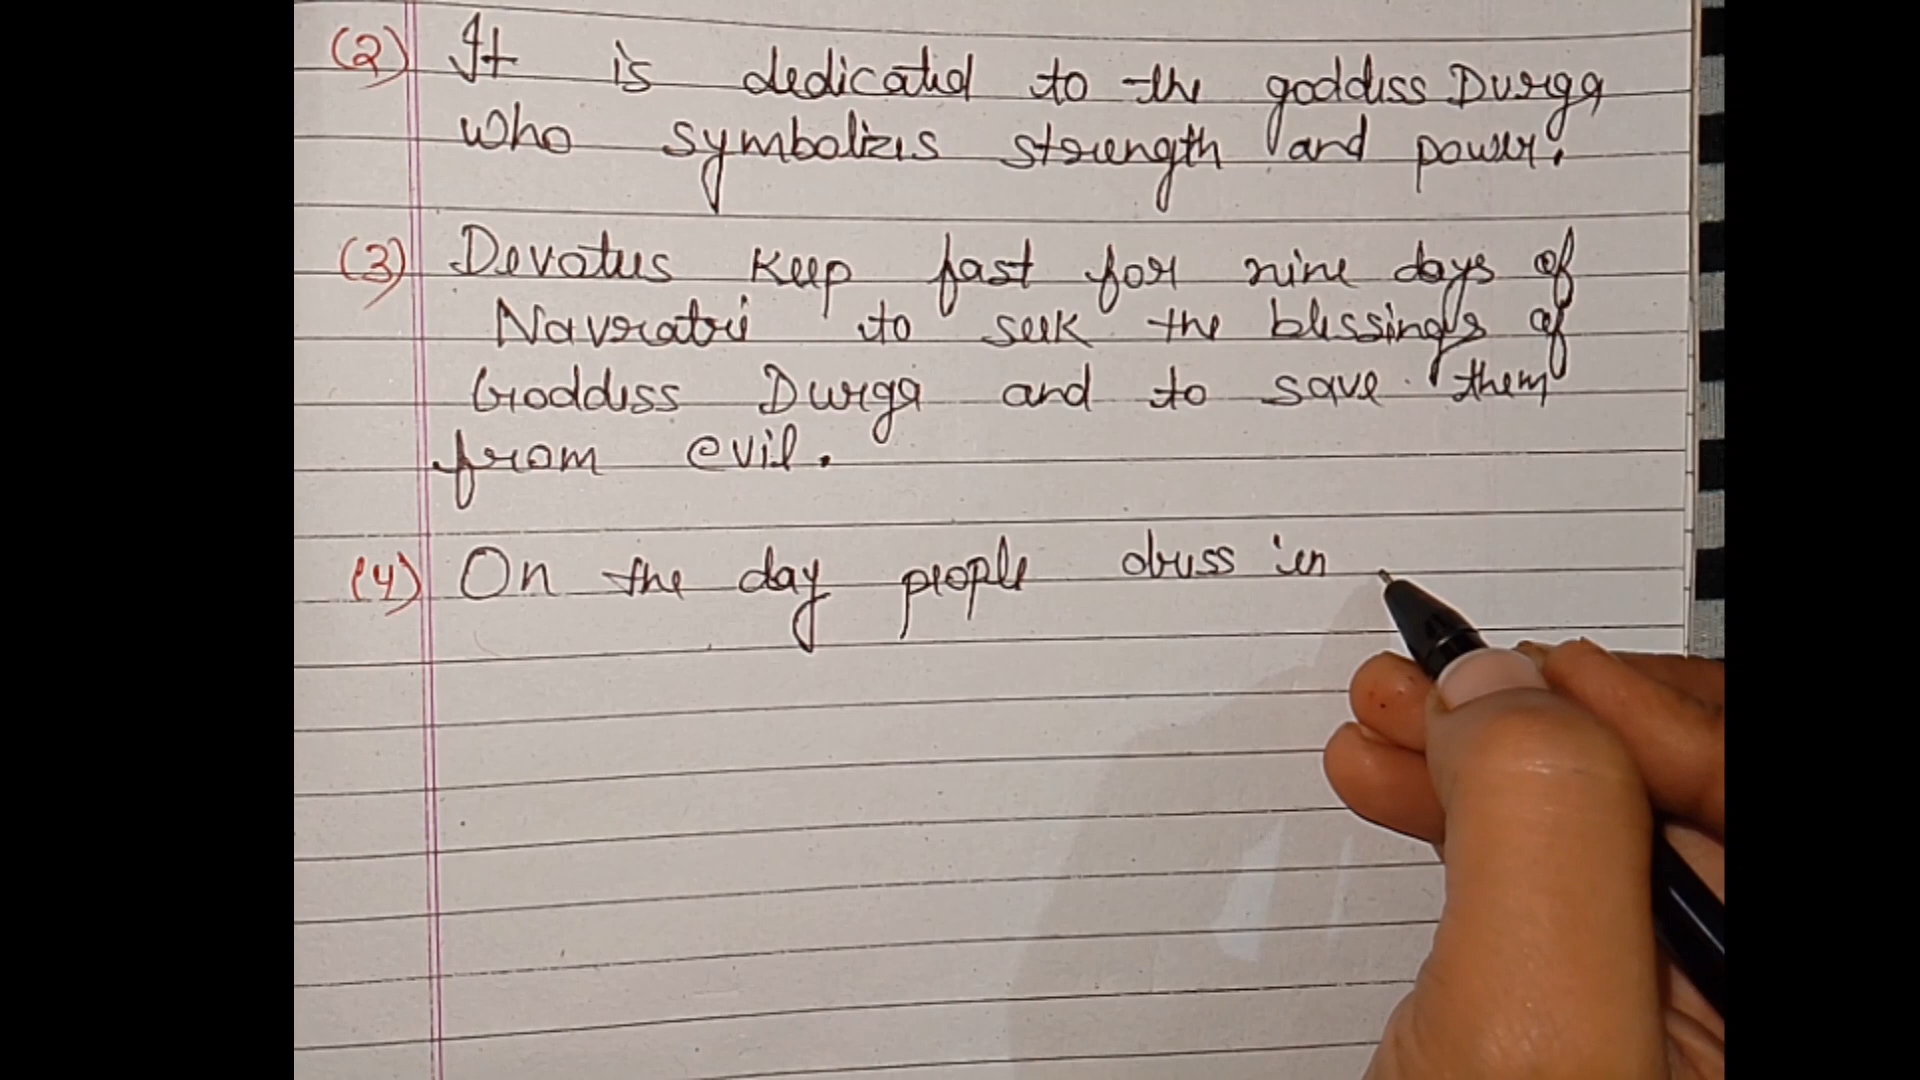 (2) It is dedicated to the goddess Durga
who symbolizes strength and power.
(3) Devotees keep fast for nine days of
Navratri to seek the blessings of
Goddess Durga and to save them
from evil.
(4) On the day people dress in